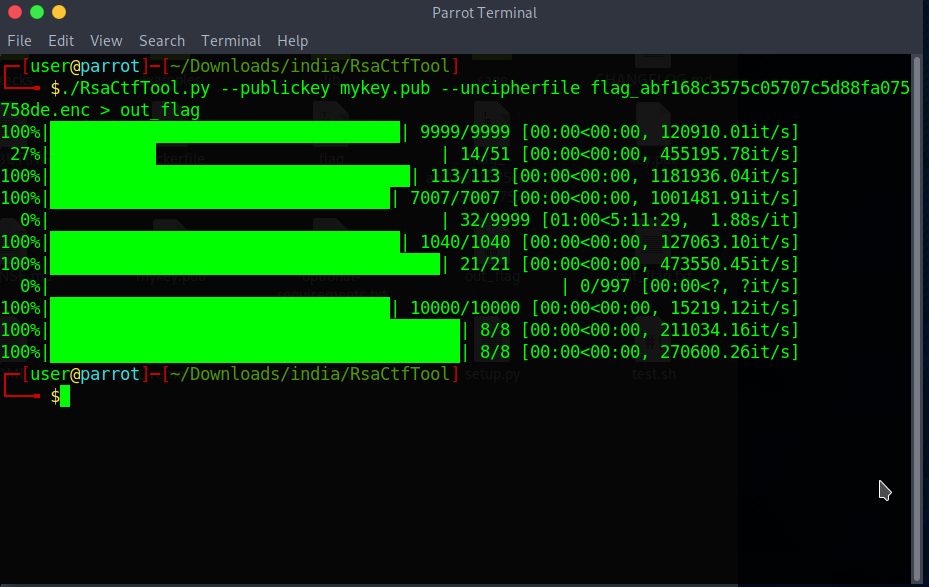 Parrot Terminal
File Edit View Search Terminal Help
┌─[user@parrot]─[~/Downloads/india/RsaCtfTool]
└──╼ $./RsaCtfTool.py --publickey mykey.pub --uncipherfile flag_abf168c3575c05707c5d88fa075
758de.enc > out_flag
100%| | 9999/9999 [00:00<00:00, 120910.01it/s]
27%| | 14/51 [00:00<00:00, 455195.78it/s]
100%| | 113/113 [00:00<00:00, 1181936.04it/s]
100%| | 7007/7007 [00:00<00:00, 1001481.91it/s]
0%| | 32/9999 [01:00<5:11:29, 1.88s/it]
100%| | 1040/1040 [00:00<00:00, 127063.10it/s]
100%| | 21/21 [00:00<00:00, 473550.45it/s]
0%| | 0/997 [00:00<?, ?it/s]
100%| | 10000/10000 [00:00<00:00, 15219.12it/s]
100%| | 8/8 [00:00<00:00, 211034.16it/s]
100%| | 8/8 [00:00<00:00, 270600.26it/s]
┌─[user@parrot]─[~/Downloads/india/RsaCtfTool]
└──╼ $
setup.py
test.sh